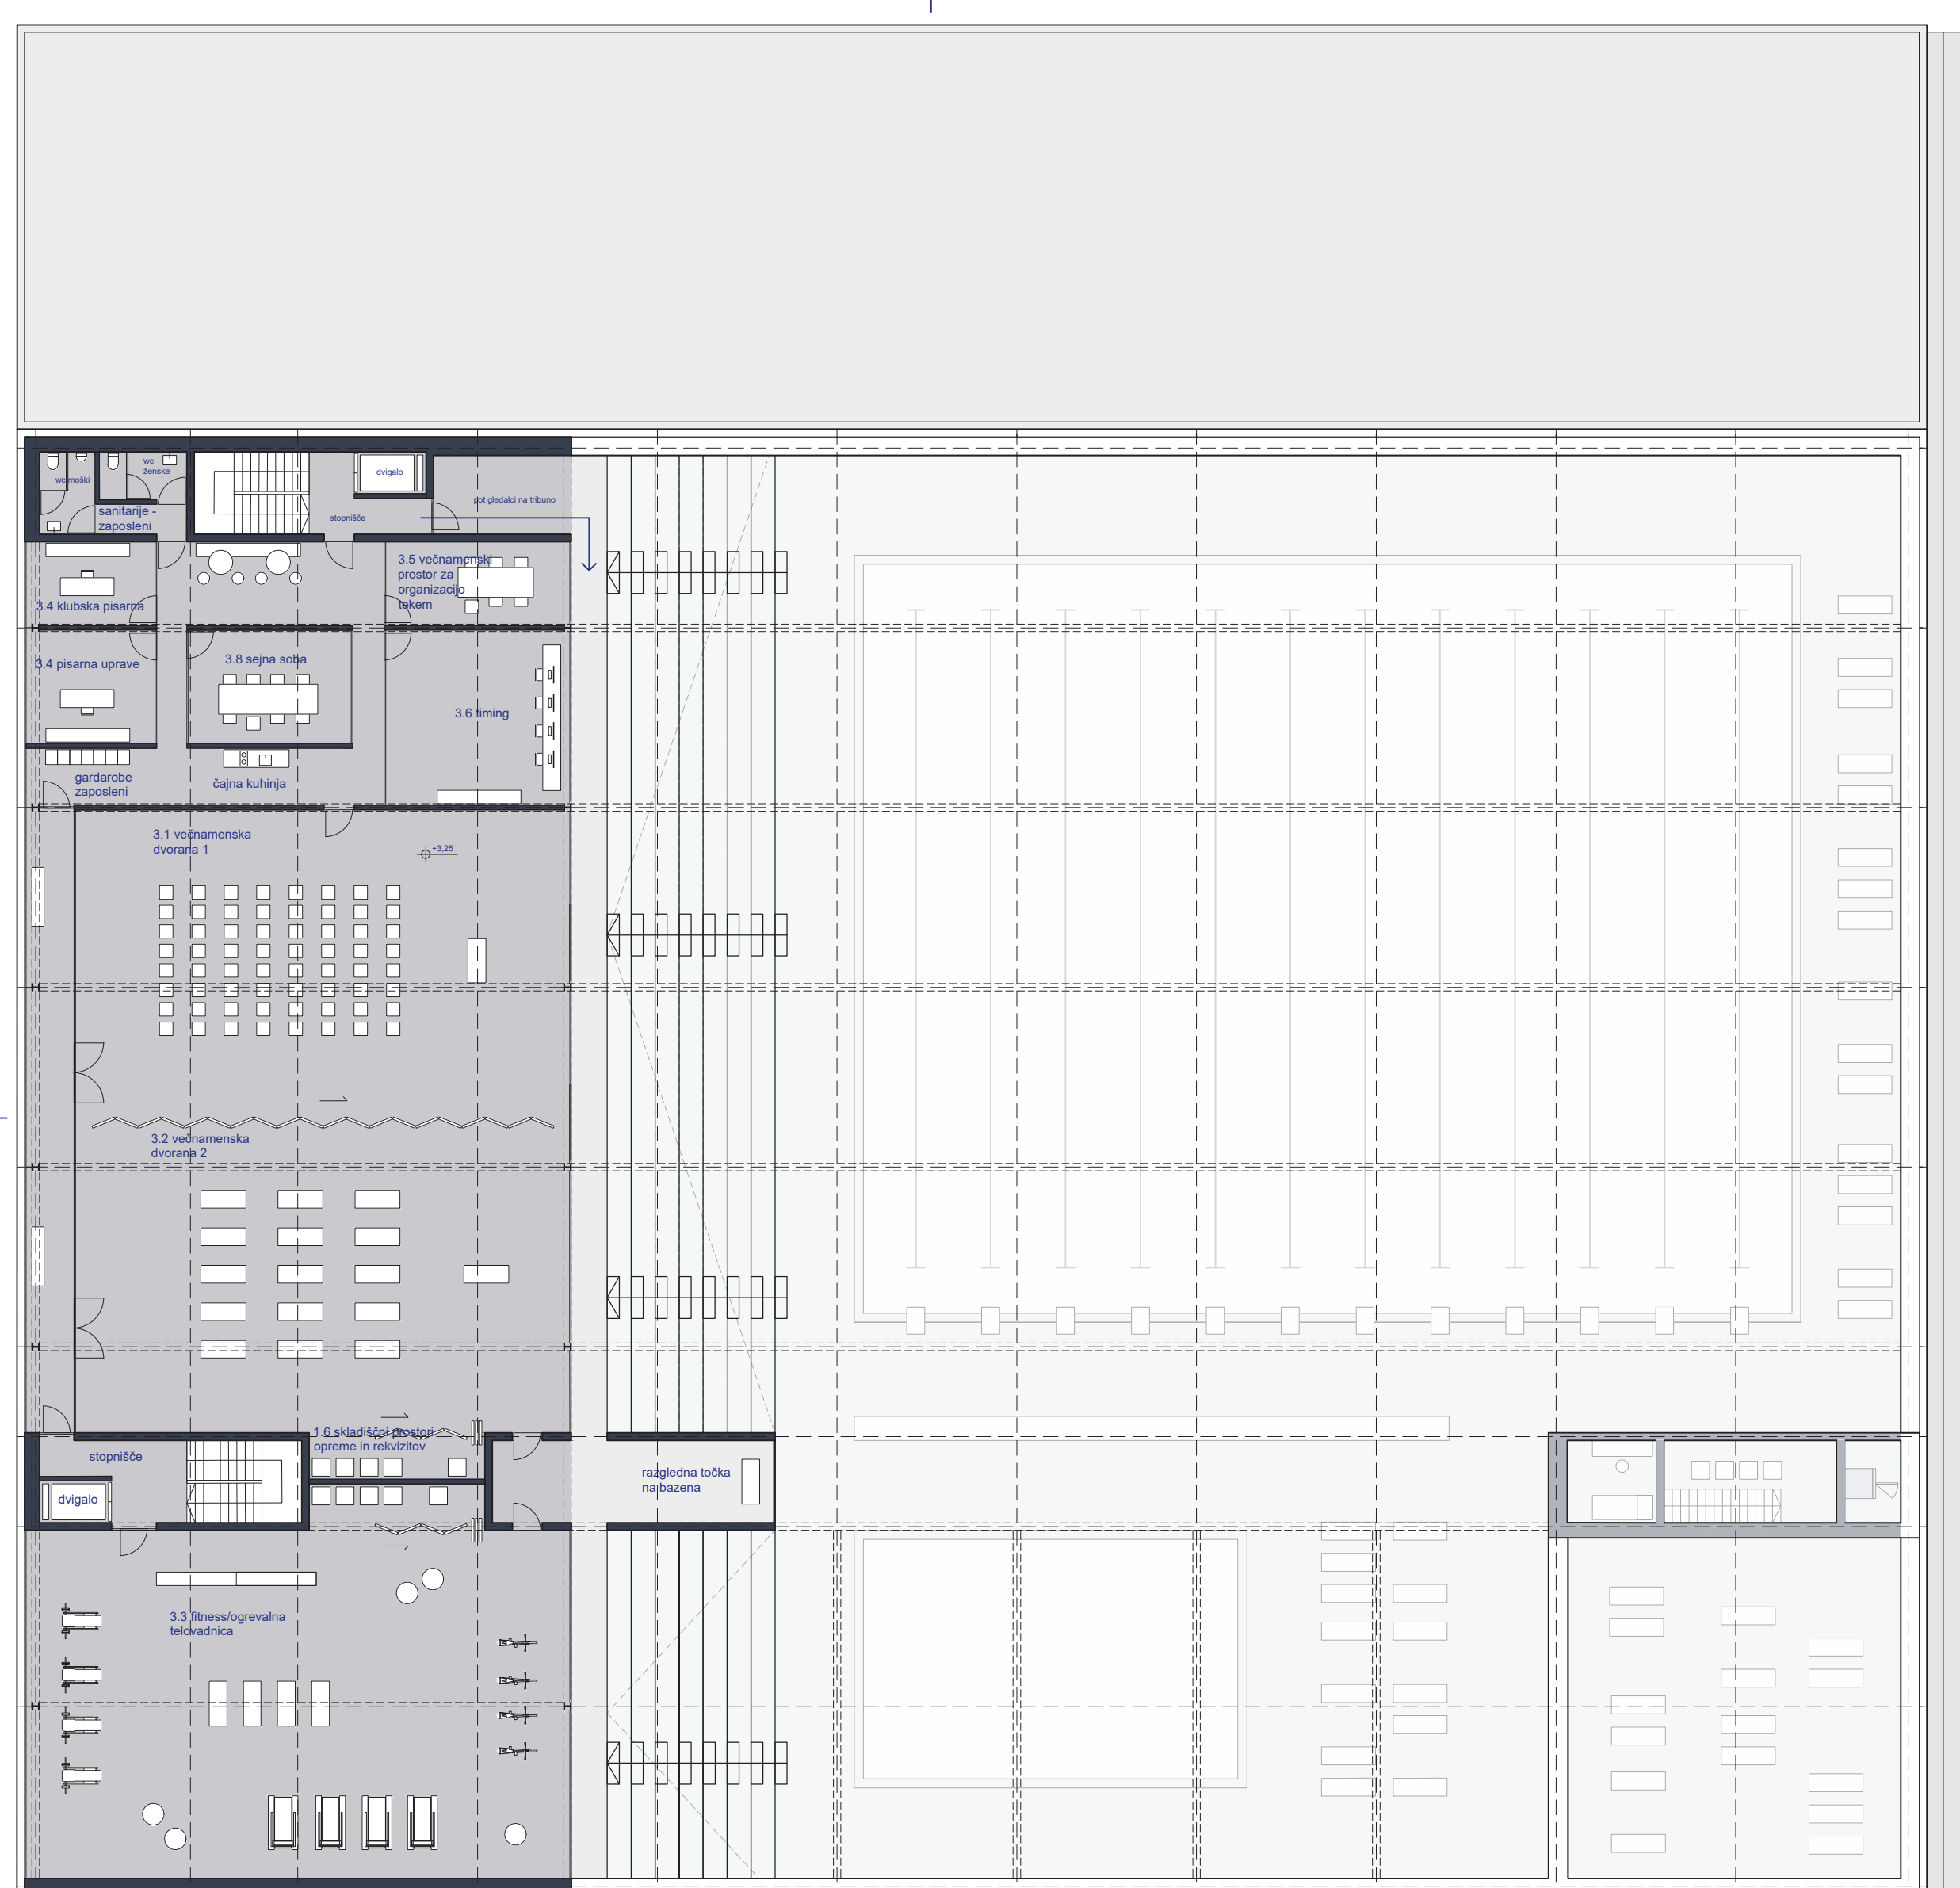 wc
ženske
dvigalo
wc moški
pot gledalci na tribuno
sanitarije -
zaposleni
stopnišče
3.5 večnamenski
prostor za
organizacijo
tekem
3.4 klubska pisarna
3.4 pisarna uprave
3.8 sejna soba
3.6 timing
gardarobe
zaposleni
čajna kuhinja
3.1 večnamenska
dvorana 1
+3,25
3.2 večnamenska
dvorana 2
1.6 skladiščni prostori
opreme in rekvizitov
stopnišče
razgledna točka
na bazena
dvigalo
3.3 fitness/ogrevalna
telovadnica